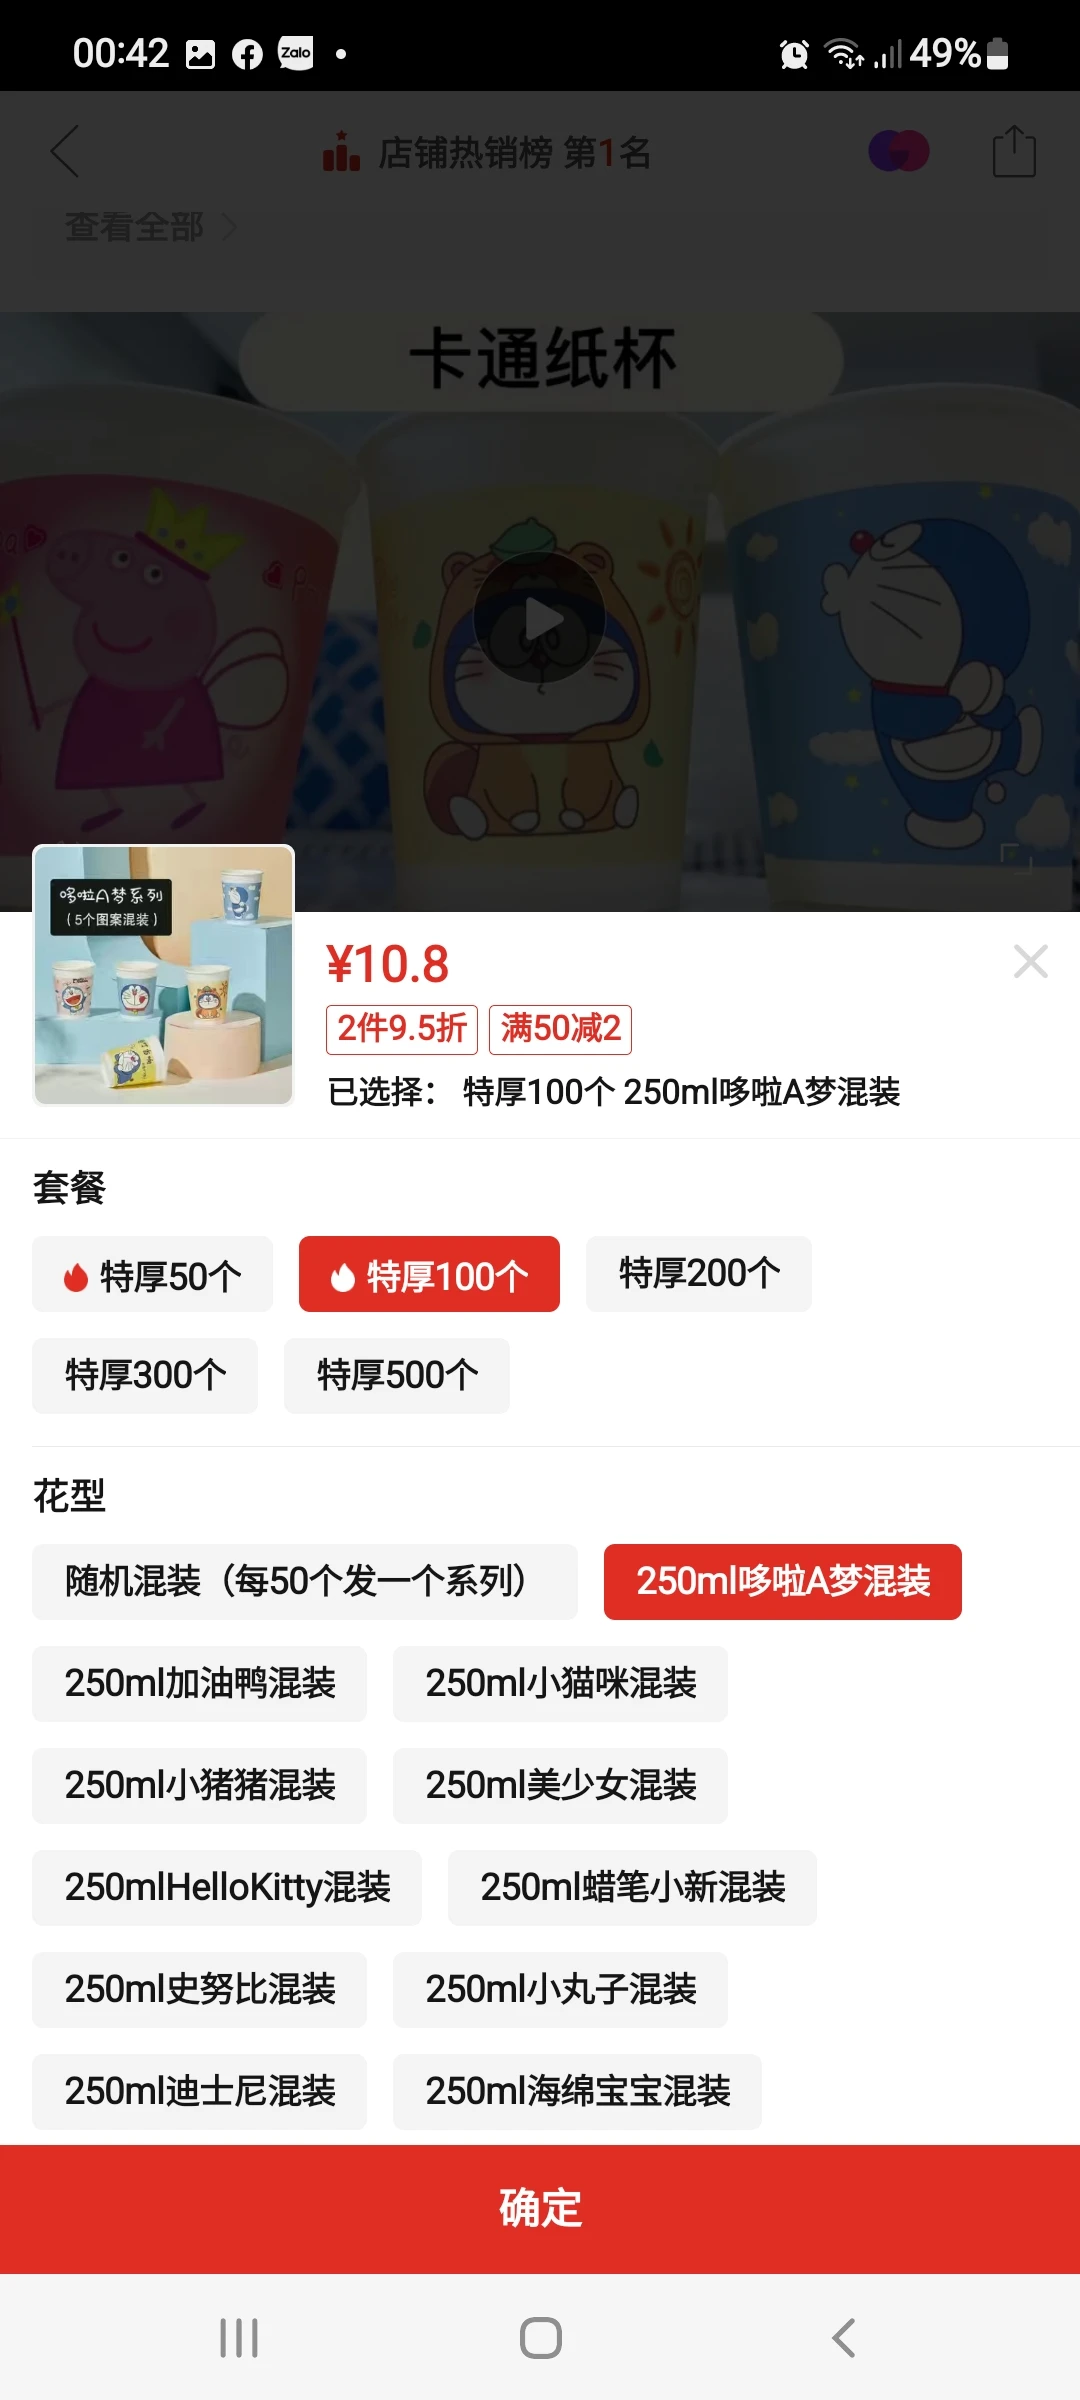 00:42 Zalo 49%
店铺热销榜 第1名
查看全部
卡通纸杯
哆啦A梦系列
（5个图案混装）
¥10.8
2件9.5折 满50减2
已选择： 特厚100个 250ml哆啦A梦混装
套餐
特厚50个 特厚100个 特厚200个
特厚300个 特厚500个
花型
随机混装（每50个发一个系列） 250ml哆啦A梦混装
250ml加油鸭混装 250ml小猫咪混装
250ml小猪猪混装 250ml美少女混装
250mlHelloKitty混装 250ml蜡笔小新混装
250ml史努比混装 250ml小丸子混装
250ml迪士尼混装 250ml海绵宝宝混装
确定